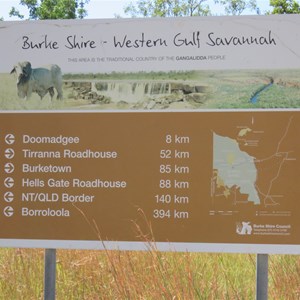 Burke Shire - Western Gulf Savannah
THIS AREA IS THE TRADITIONAL COUNTRY OF THE GANGALIDDA PEOPLE
Doomadgee 8 km
Tirranna Roadhouse 52 km
Burketown 85 km
Hells Gate Roadhouse 88 km
NT/QLD Border 140 km
Borroloola 394 km
Burke Shire Council